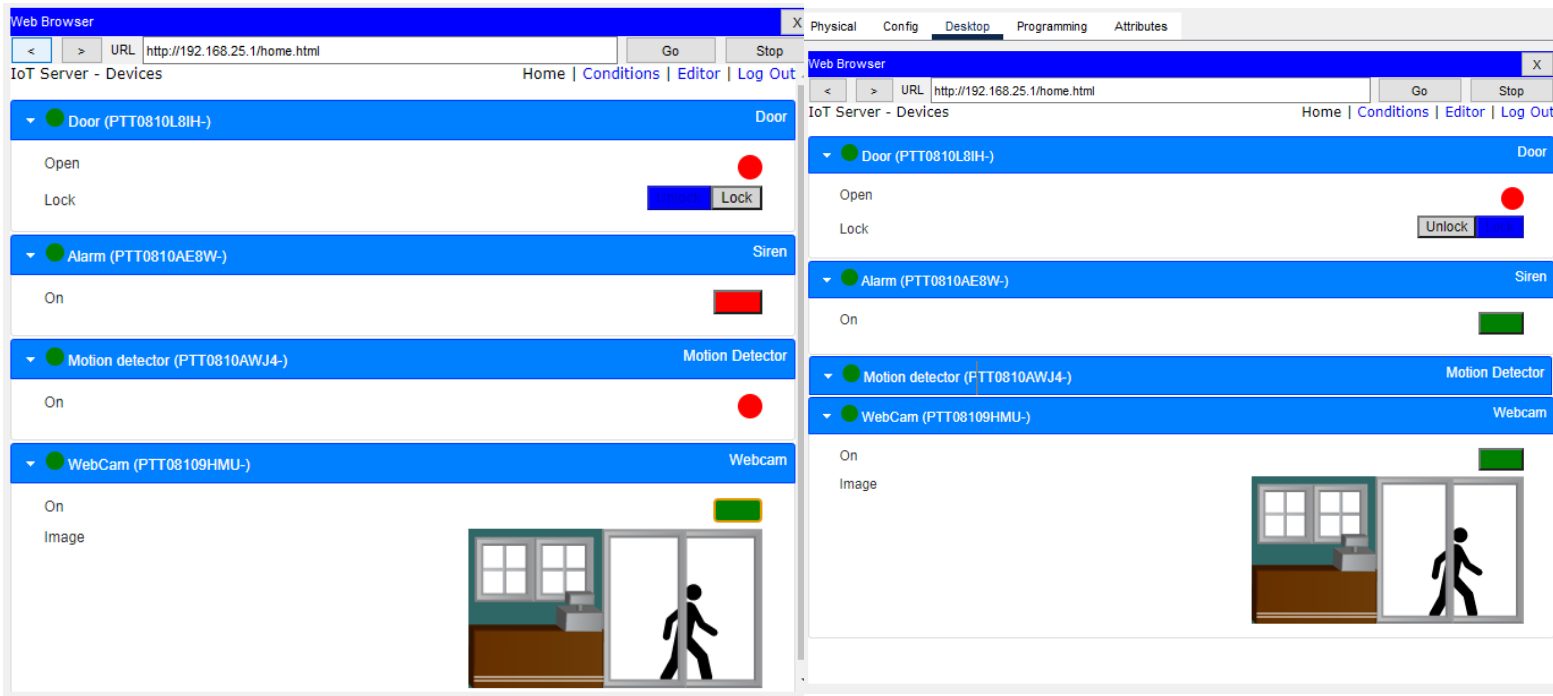 Web Browser X
< > URL http://192.168.25.1/home.html Go Stop
IoT Server - Devices Home | Conditions | Editor | Log Out
Door (PTT0810L8IH-) Door
Open
Lock Lock
Alarm (PTT0810AE8W-) Siren
On
Motion detector (PTT0810AWJ4-) Motion Detector
On
WebCam (PTT08109HMU-) Webcam
On
Image
Physical Config Desktop Programming Attributes
Web Browser X
< > URL http://192.168.25.1/home.html Go Stop
IoT Server - Devices Home | Conditions | Editor | Log Out
Door (PTT0810L8IH-) Door
Open
Lock Unlock
Alarm (PTT0810AE8W-) Siren
On
Motion detector (PTT0810AWJ4-) Motion Detector
WebCam (PTT08109HMU-) Webcam
On
Image